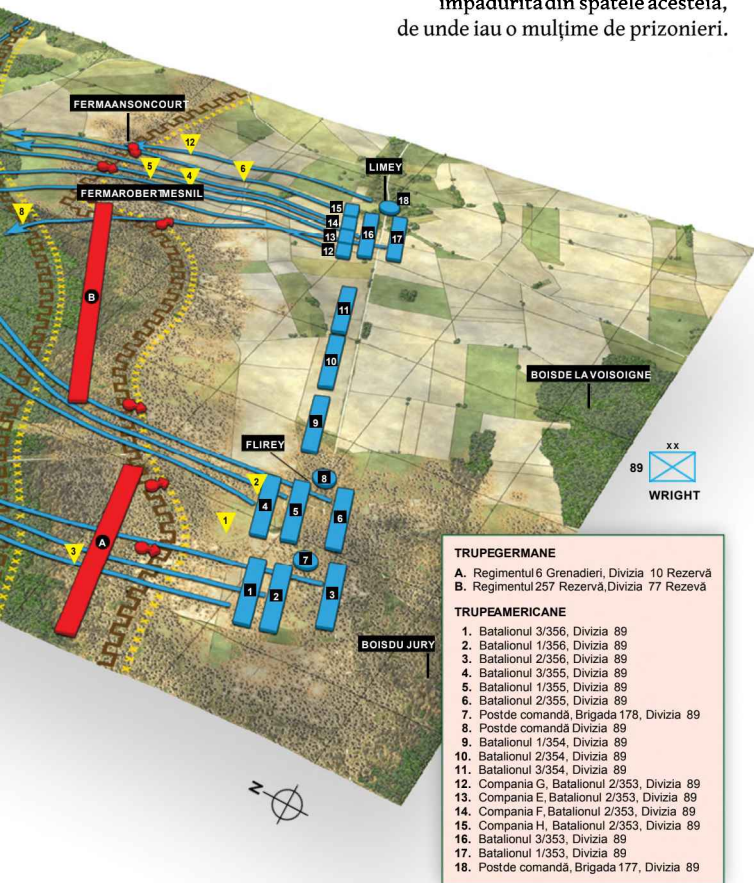 împădurită din spatele acesteia,
de unde iau o mulțime de prizonieri.
FERMAANSONCOURT
12
5
4
6
LIMEY
18
FERMAROBERTMESNIL
8
15
14
13
12
16
17
B
11
10
BOISDE LA VOISOIGNE
9
XX
89
WRIGHT
FLIREY
8
2
4
5
6
1
3
A
7
1
2
3
BOISDU JURY
N
TRUPEGERMANE
A. Regimentul 6 Grenadieri, Divizia 10 Rezervă
B. Regimentul 257 Rezervă,Divizia 77 Rezevă
TRUPEAMERICANE
1. Batalionul 3/356, Divizia 89
2. Batalionul 1/356, Divizia 89
3. Batalionul 2/356, Divizia 89
4. Batalionul 3/355, Divizia 89
5. Batalionul 1/355, Divizia 89
6. Batalionul 2/355, Divizia 89
7. Postde comandă, Brigada 178, Divizia 89
8. Postde comandă Divizia 89
9. Batalionul 1/354, Divizia 89
10. Batalionul 2/354, Divizia 89
11. Batalionul 3/354, Divizia 89
12. Compania G, Batalionul 2/353, Divizia 89
13. Compania E, Batalionul 2/353, Divizia 89
14. Compania F, Batalionul 2/353, Divizia 89
15. Compania H, Batalionul 2/353, Divizia 89
16. Batalionul 3/353, Divizia 89
17. Batalionul 1/353, Divizia 89
18. Postde comandă, Brigada 177, Divizia 89